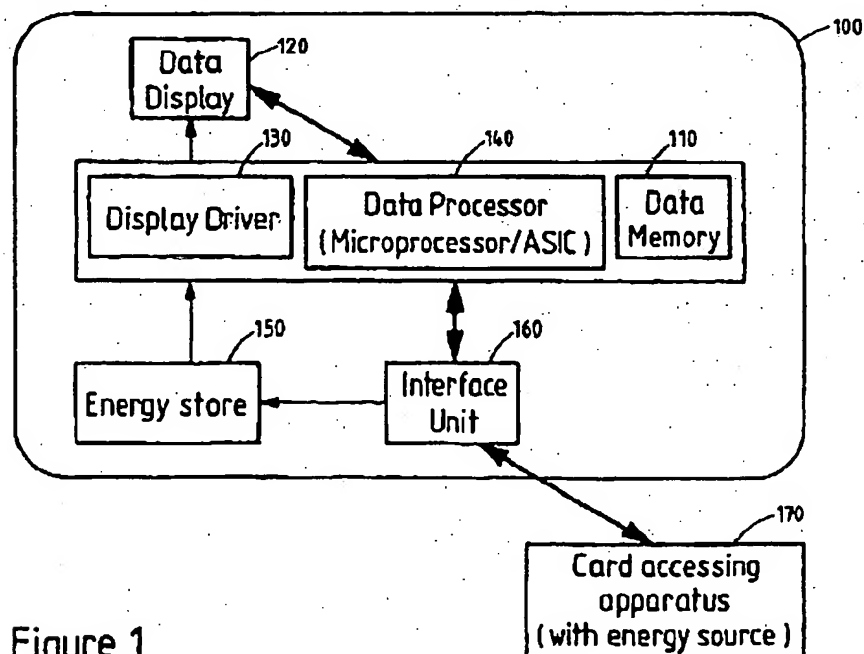 100
120
Data
Display
130
140
110
Display Driver
Data Processor
(Microprocessor/ASIC)
Data
Memory
150
160
Energy store
Interface
Unit
170
Card accessing
apparatus
(with energy source)
Figure 1